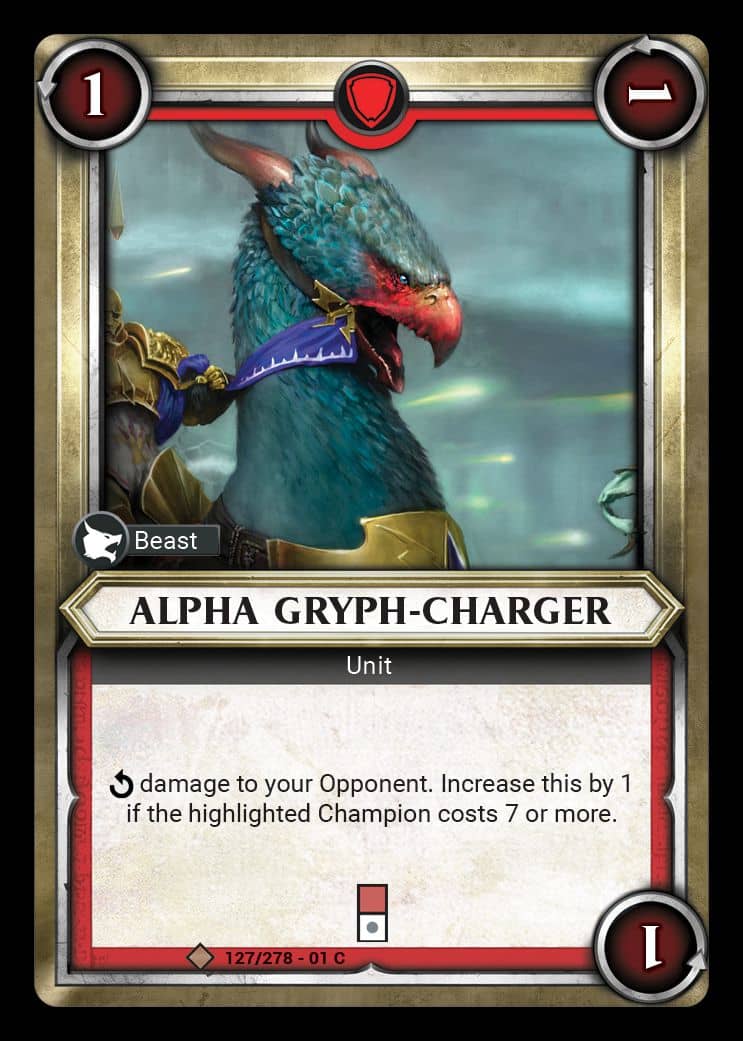 1
1
Beast
ALPHA GRYPH-CHARGER
Unit
damage to your Opponent. Increase this by 1
if the highlighted Champion costs 7 or more.
1
127/278 - 01 C